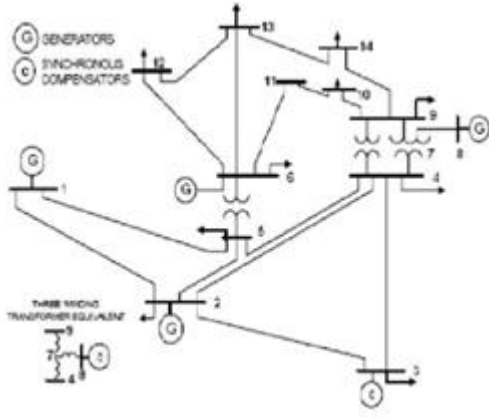 13
G GENERATORS
14
C SYNCHRONOUS
COMPENSATORS
12
11
10
9
G
8
7
G
6
4
G
1
5
THREE WINDING
TRANSFORMER EQUIVALENT
2
9
G
7
8
4
3
C